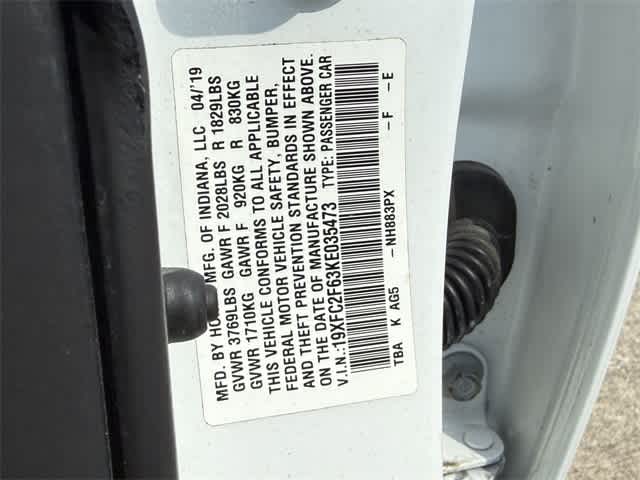 MFD. BY HO MFG. OF INDIANA, LLC 04/'19
GVWR 3769LBS GAWR F 2028LBS R 1829LBS
GVWR 1710KG GAWR F 920KG R 830KG
THIS VEHICLE CONFORMS TO ALL APPLICABLE
FEDERAL MOTOR VEHICLE SAFETY, BUMPER,
AND THEFT PREVENTION STANDARDS IN EFFECT
ON THE DATE OF MANUFACTURE SHOWN ABOVE.
V.I.N.:19XFC2F63KE035473 TYPE: PASSENGER CAR
TBA K AG5 -NH883PX -F -E